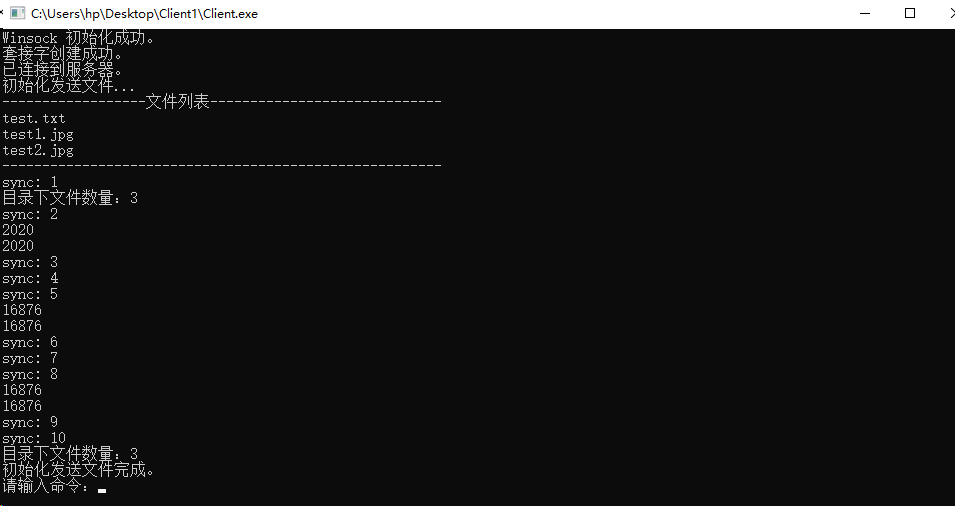 C:\Users\hp\Desktop\Client1\Client.exe
Winsock 初始化成功。
套接字创建成功。
已连接到服务器。
初始化发送文件...
------------------文件列表-----------------------------
test.txt
test1.jpg
test2.jpg
-------------------------------------------------------
sync: 1
目录下文件数量：3
sync: 2
2020
2020
sync: 3
sync: 4
sync: 5
16876
16876
sync: 6
sync: 7
sync: 8
16876
16876
sync: 9
sync: 10
目录下文件数量：3
初始化发送文件完成。
请输入命令：